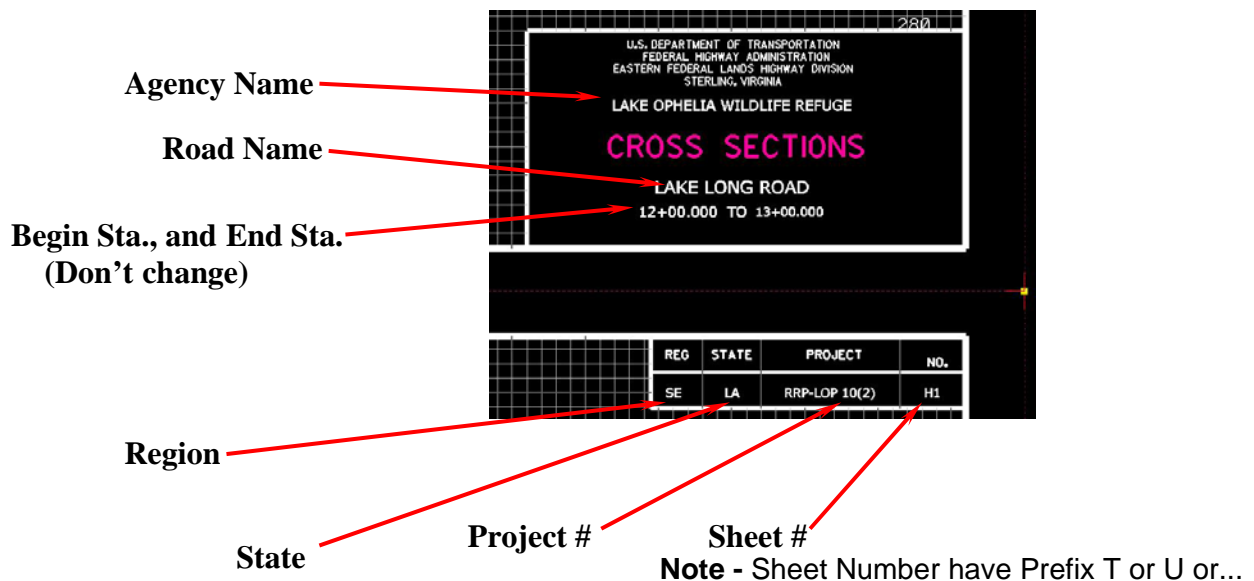 280
U.S. DEPARTMENT OF TRANSPORTATION
FEDERAL HIGHWAY ADMINISTRATION
EASTERN FEDERAL LANDS HIGHWAY DIVISION
STERLING, VIRGINIA
Agency Name
LAKE OPHELIA WILDLIFE REFUGE
CROSS SECTIONS
Road Name
LAKE LONG ROAD
12+00.000 TO 13+00.000
Begin Sta., and End Sta.
(Don't change)
REG STATE PROJECT NO.
SE LA RRP-LOP 10(2) H1
Region
State
Project #
Sheet #
Note - Sheet Number have Prefix T or U or...